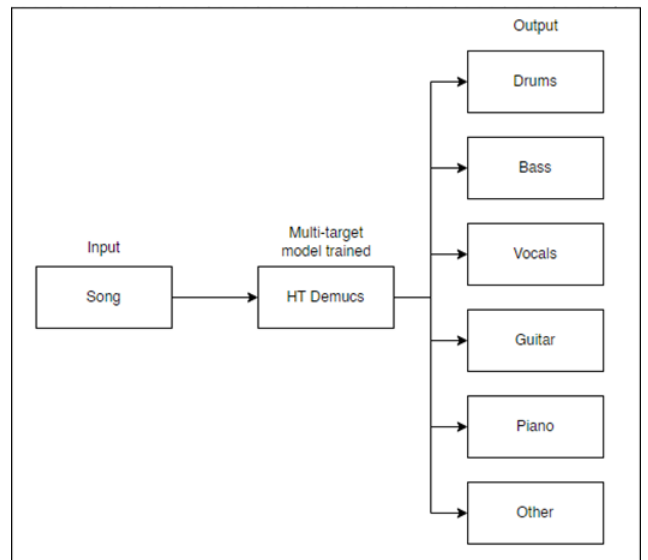 Output
Drums
Bass
Vocals
Input
Song
Multi-target
model trained
HT Demucs
Guitar
Piano
Other